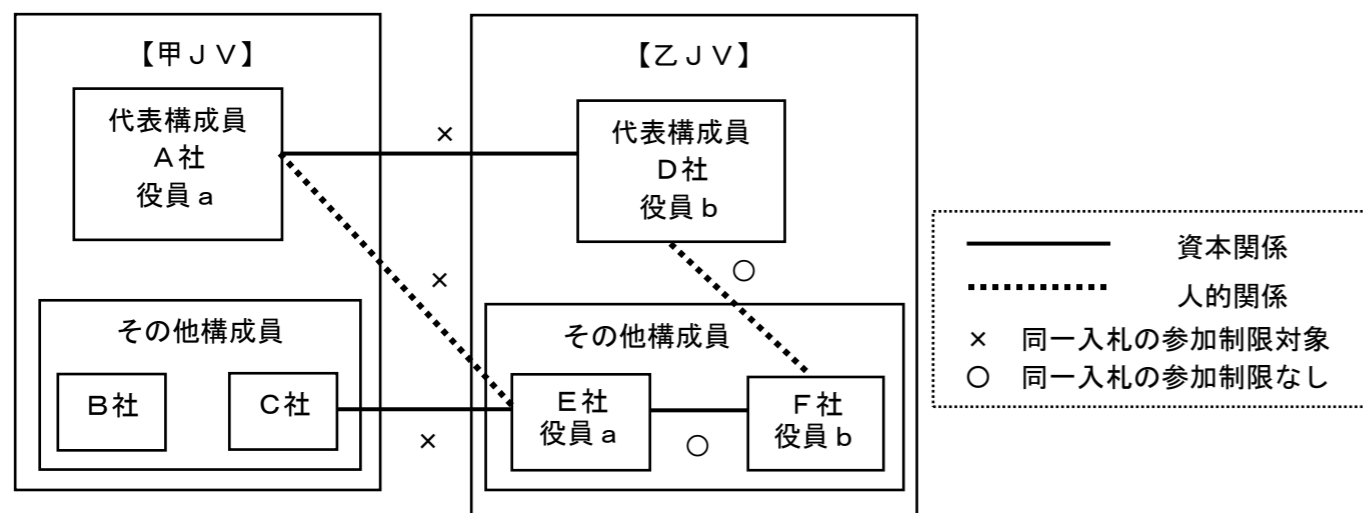 【甲ＪＶ】
代表構成員
Ａ社
役員ａ
その他構成員
Ｂ社
Ｃ社
×
×
×
【乙ＪＶ】
代表構成員
Ｄ社
役員ｂ
○
その他構成員
Ｅ社
役員ａ
○
Ｆ社
役員ｂ
資本関係
人的関係
× 同一入札の参加制限対象
○ 同一入札の参加制限なし